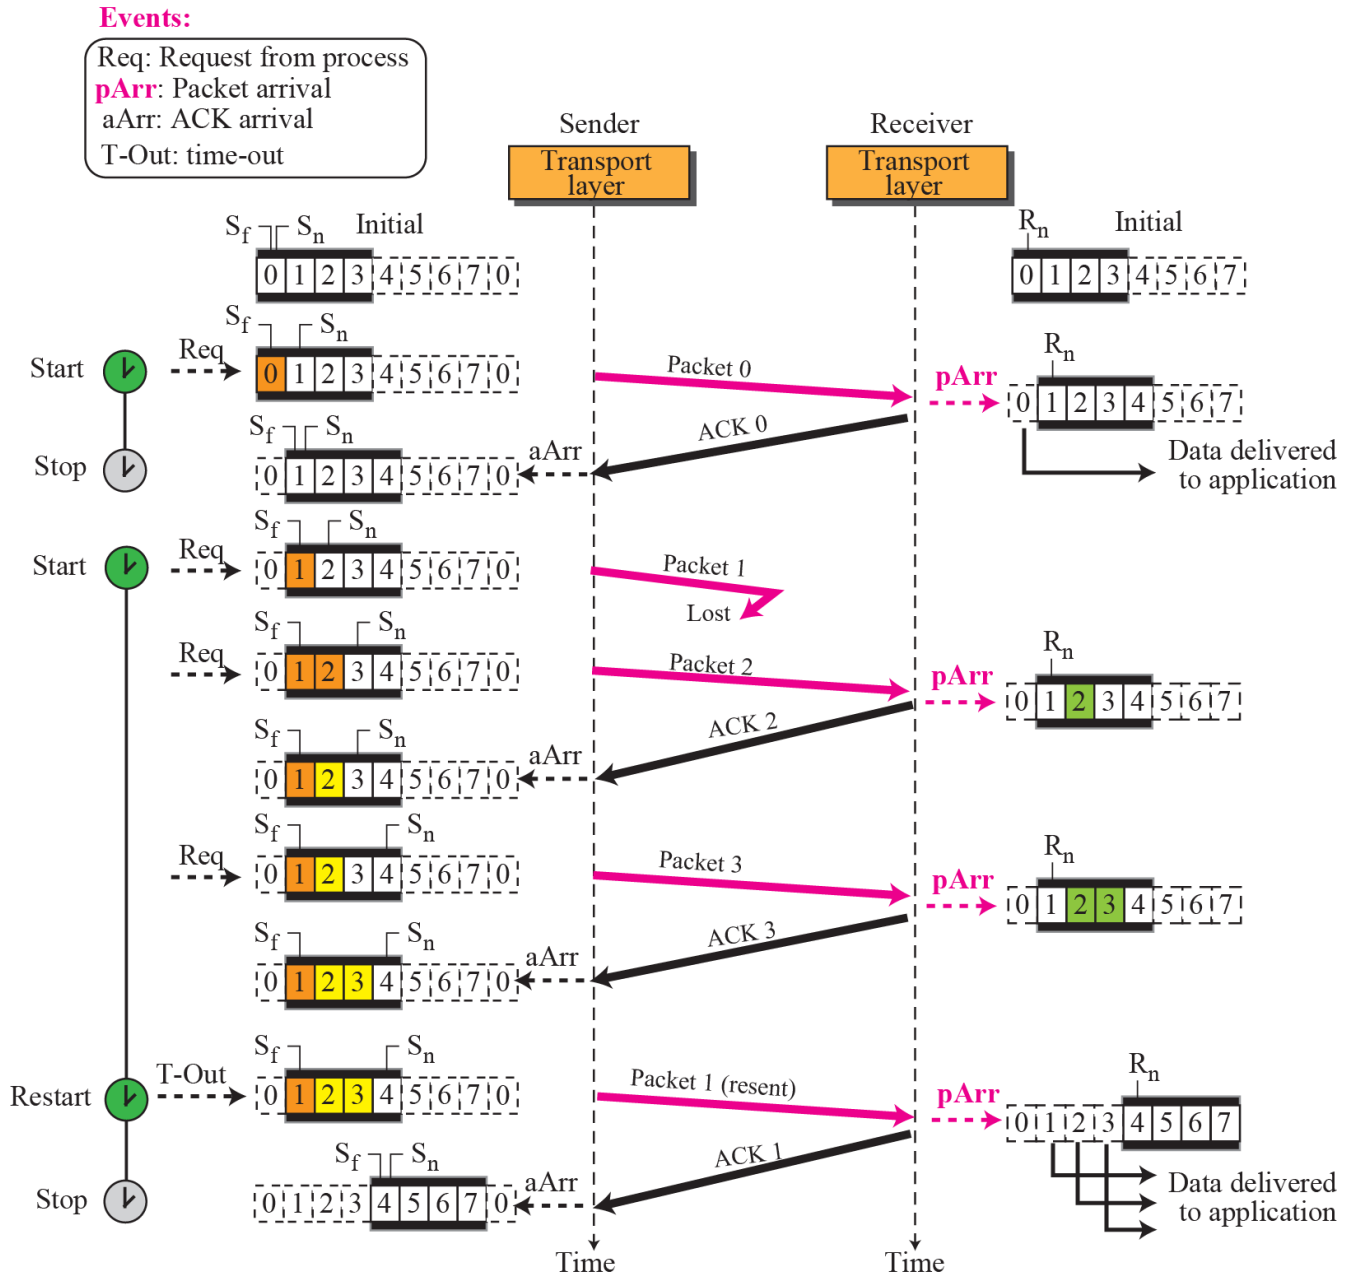 Events:
Req: Request from process
pArr: Packet arrival
aArr: ACK arrival
T-Out: time-out
Sender
Receiver
Transport
layer
Transport
layer
Sf Sn Initial
0 1 2 3 4 5 6 7 0
Rn Initial
0 1 2 3 4 5 6 7
Start
Req
Sf Sn
0 1 2 3 4 5 6 7 0
Packet 0
pArr
Rn
0 1 2 3 4 5 6 7
Data delivered
to application
Stop
Sf Sn
0 1 2 3 4 5 6 7 0
aArr
ACK 0
Start
Req
Sf Sn
0 1 2 3 4 5 6 7 0
Packet 1
Lost
Req
Sf Sn
0 1 2 3 4 5 6 7 0
Packet 2
pArr
Rn
0 1 2 3 4 5 6 7
Sf Sn
0 1 2 3 4 5 6 7 0
aArr
ACK 2
Req
Sf Sn
0 1 2 3 4 5 6 7 0
Packet 3
pArr
Rn
0 1 2 3 4 5 6 7
Sf Sn
0 1 2 3 4 5 6 7 0
aArr
ACK 3
Restart
T-Out
Sf Sn
0 1 2 3 4 5 6 7 0
Packet 1 (resent)
pArr
Rn
0 1 2 3 4 5 6 7
Data delivered
to application
Stop
Sf Sn
0 1 2 3 4 5 6 7 0
aArr
ACK 1
Time
Time